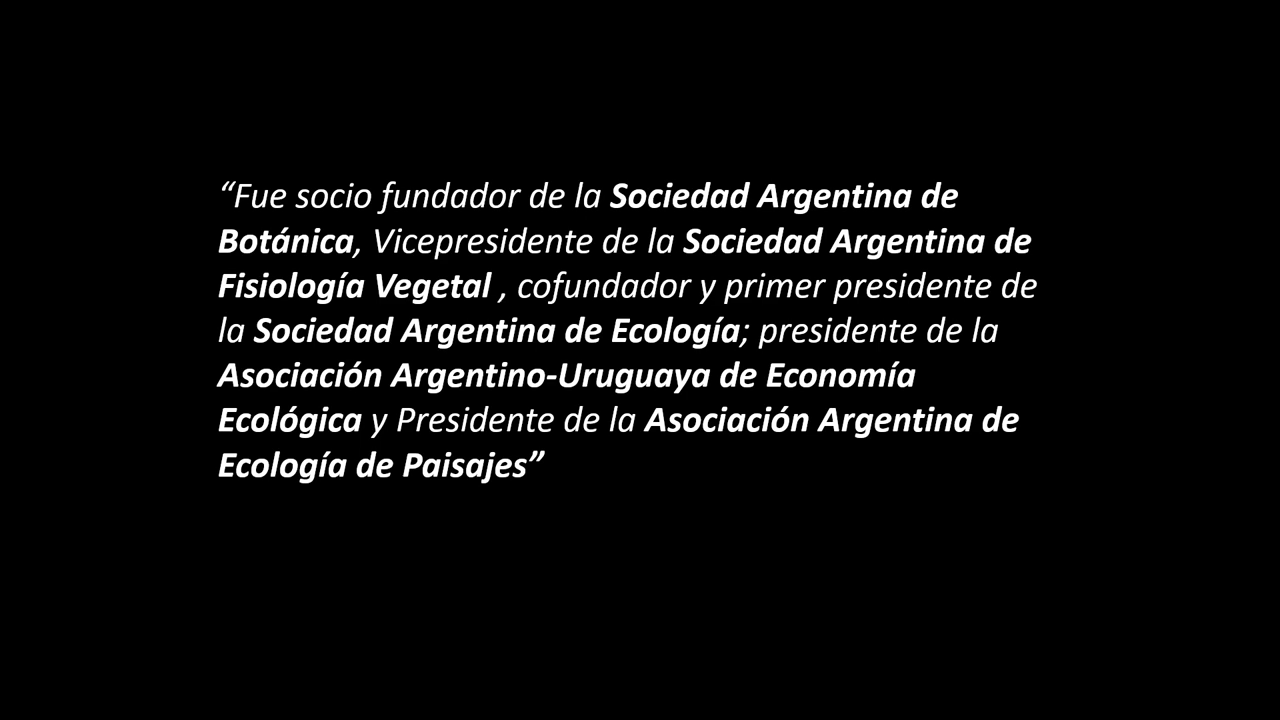 “Fue socio fundador de la Sociedad Argentina de
Botánica, Vicepresidente de la Sociedad Argentina de
Fisiología Vegetal , cofundador y primer presidente de
la Sociedad Argentina de Ecología; presidente de la
Asociación Argentino-Uruguaya de Economía
Ecológica y Presidente de la Asociación Argentina de
Ecología de Paisajes”